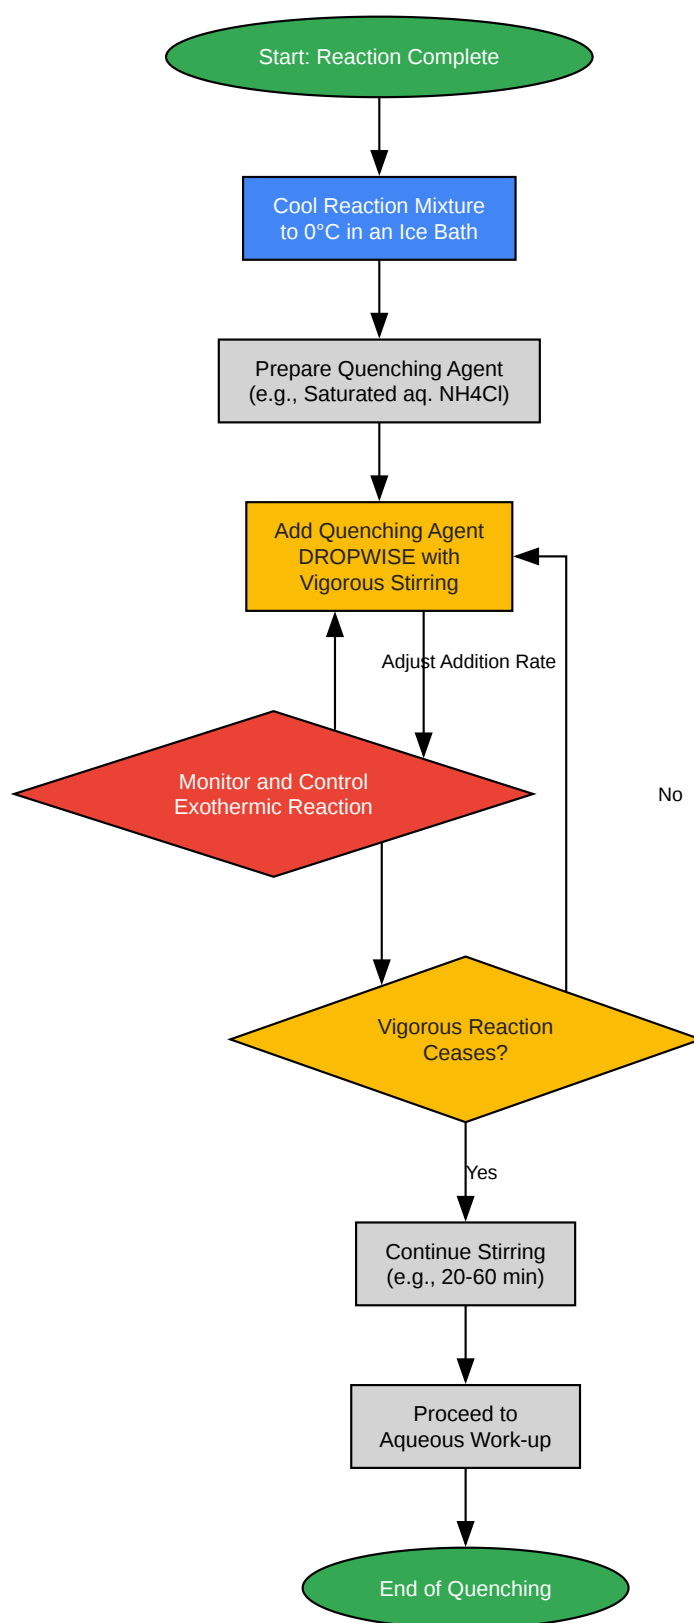 Start: Reaction Complete
Cool Reaction Mixture
to 0°C in an Ice Bath
Prepare Quenching Agent
(e.g., Saturated aq. NH4Cl)
Add Quenching Agent
DROPWISE with
Vigorous Stirring
Adjust Addition Rate
Monitor and Control
Exothermic Reaction
No
Vigorous Reaction
Ceases?
Yes
Continue Stirring
(e.g., 20-60 min)
Proceed to
Aqueous Work-up
End of Quenching